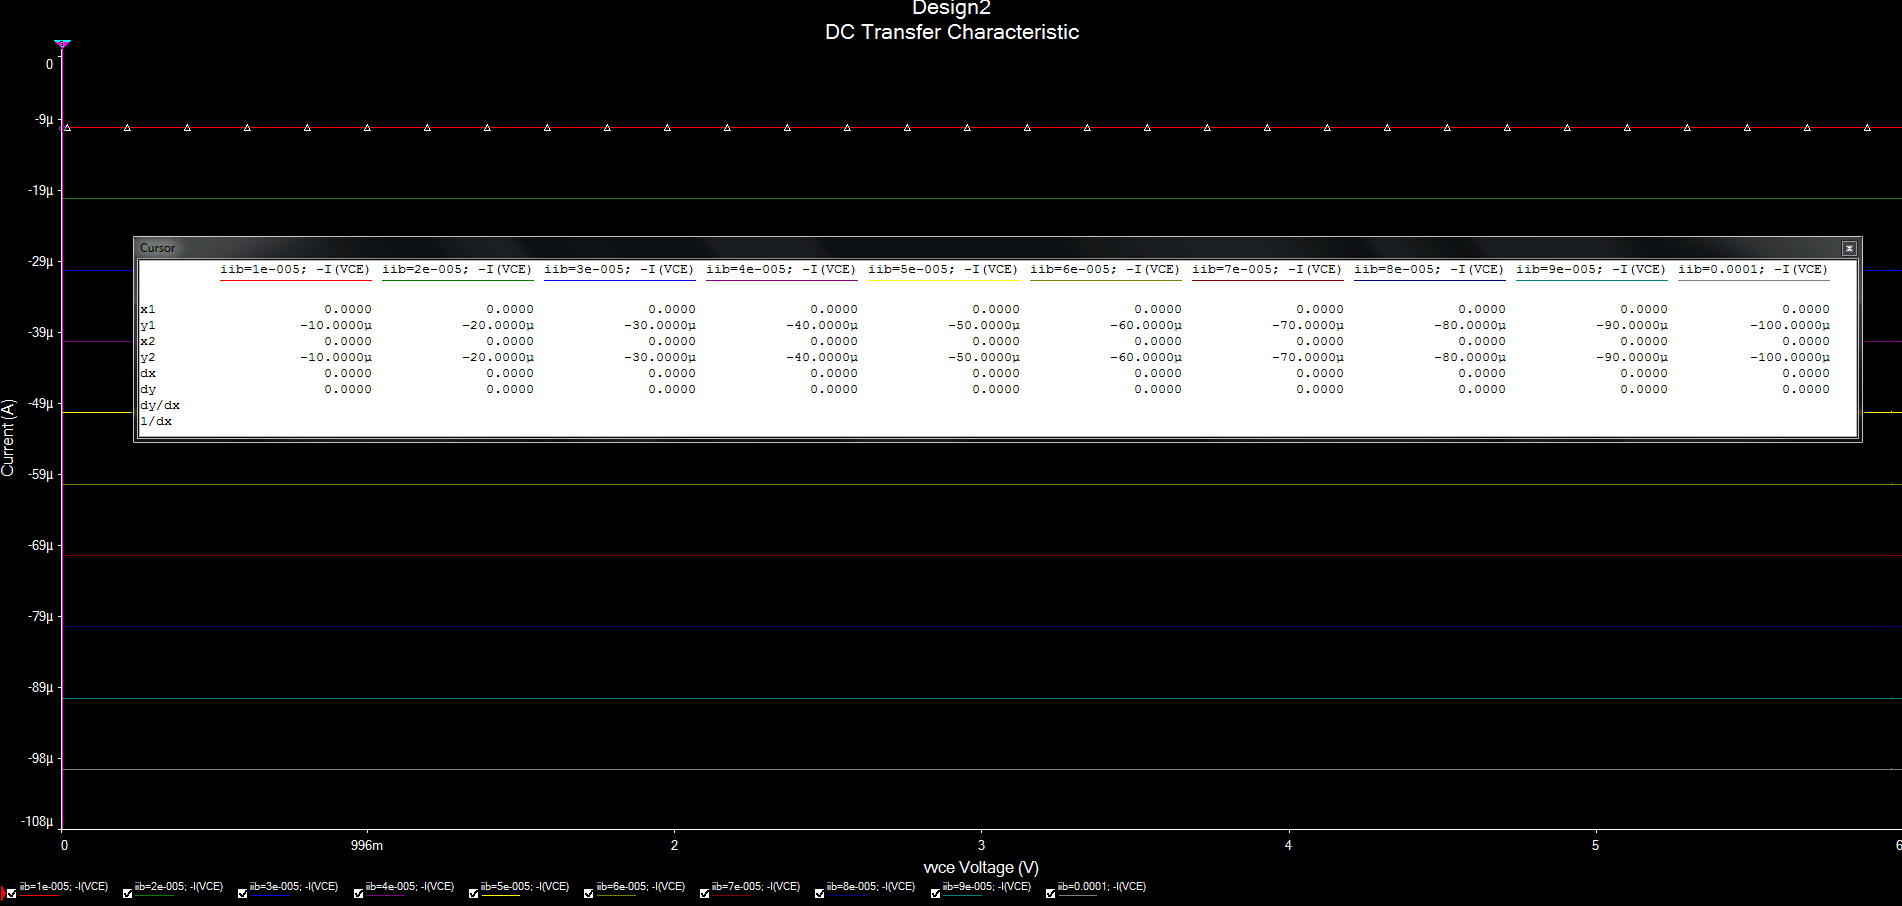 Design2
DC Transfer Characteristic
0
-9µ
-19µ
-29µ
-39µ
-49µ
-59µ
-69µ
-79µ
-89µ
-98µ
-108µ
Current (A)
Cursor
iib=1e-005; -I(VCE) iib=2e-005; -I(VCE) iib=3e-005; -I(VCE) iib=4e-005; -I(VCE) iib=5e-005; -I(VCE) iib=6e-005; -I(VCE) iib=7e-005; -I(VCE) iib=8e-005; -I(VCE) iib=9e-005; -I(VCE) iib=0.0001; -I(VCE)
x1 0.0000 0.0000 0.0000 0.0000 0.0000 0.0000 0.0000 0.0000 0.0000 0.0000
y1 -10.0000µ -20.0000µ -30.0000µ -40.0000µ -50.0000µ -60.0000µ -70.0000µ -80.0000µ -90.0000µ -100.0000µ
x2 0.0000 0.0000 0.0000 0.0000 0.0000 0.0000 0.0000 0.0000 0.0000 0.0000
y2 -10.0000µ -20.0000µ -30.0000µ -40.0000µ -50.0000µ -60.0000µ -70.0000µ -80.0000µ -90.0000µ -100.0000µ
dx 0.0000 0.0000 0.0000 0.0000 0.0000 0.0000 0.0000 0.0000 0.0000 0.0000
dy 0.0000 0.0000 0.0000 0.0000 0.0000 0.0000 0.0000 0.0000 0.0000 0.0000
dy/dx
1/dx
0 996m 2 3 4 5 6
vvce Voltage (V)
iib=1e-005; -I(VCE) iib=2e-005; -I(VCE) iib=3e-005; -I(VCE) iib=4e-005; -I(VCE) iib=5e-005; -I(VCE) iib=6e-005; -I(VCE) iib=7e-005; -I(VCE) iib=8e-005; -I(VCE) iib=9e-005; -I(VCE) iib=0.0001; -I(VCE)